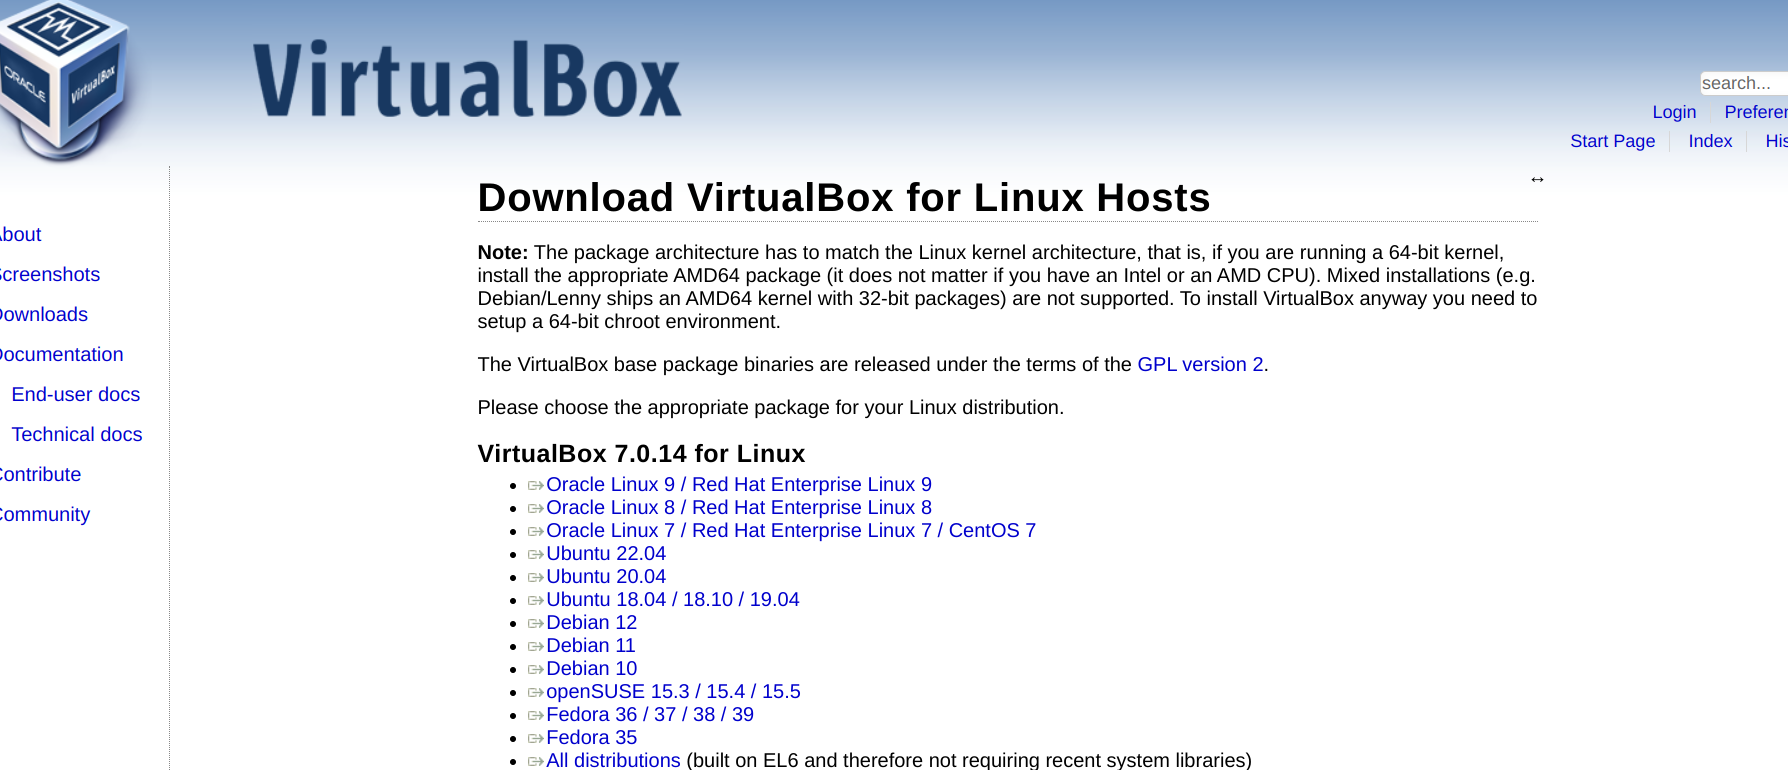 ORACLE
VirtualBox
VirtualBox
search...
Login
Start Page
Index
Download VirtualBox for Linux Hosts
↔
Note: The package architecture has to match the Linux kernel architecture, that is, if you are running a 64-bit kernel,
install the appropriate AMD64 package (it does not matter if you have an Intel or an AMD CPU). Mixed installations (e.g.
Debian/Lenny ships an AMD64 kernel with 32-bit packages) are not supported. To install VirtualBox anyway you need to
setup a 64-bit chroot environment.
The VirtualBox base package binaries are released under the terms of the GPL version 2.
Please choose the appropriate package for your Linux distribution.
VirtualBox 7.0.14 for Linux
Oracle Linux 9 / Red Hat Enterprise Linux 9
Oracle Linux 8 / Red Hat Enterprise Linux 8
Oracle Linux 7 / Red Hat Enterprise Linux 7 / CentOS 7
Ubuntu 22.04
Ubuntu 20.04
Ubuntu 18.04 / 18.10 / 19.04
Debian 12
Debian 11
Debian 10
openSUSE 15.3 / 15.4 / 15.5
Fedora 36 / 37 / 38 / 39
Fedora 35
All distributions (built on EL6 and therefore not requiring recent system libraries)
About
Screenshots
Downloads
Documentation
End-user docs
Technical docs
Contribute
Community